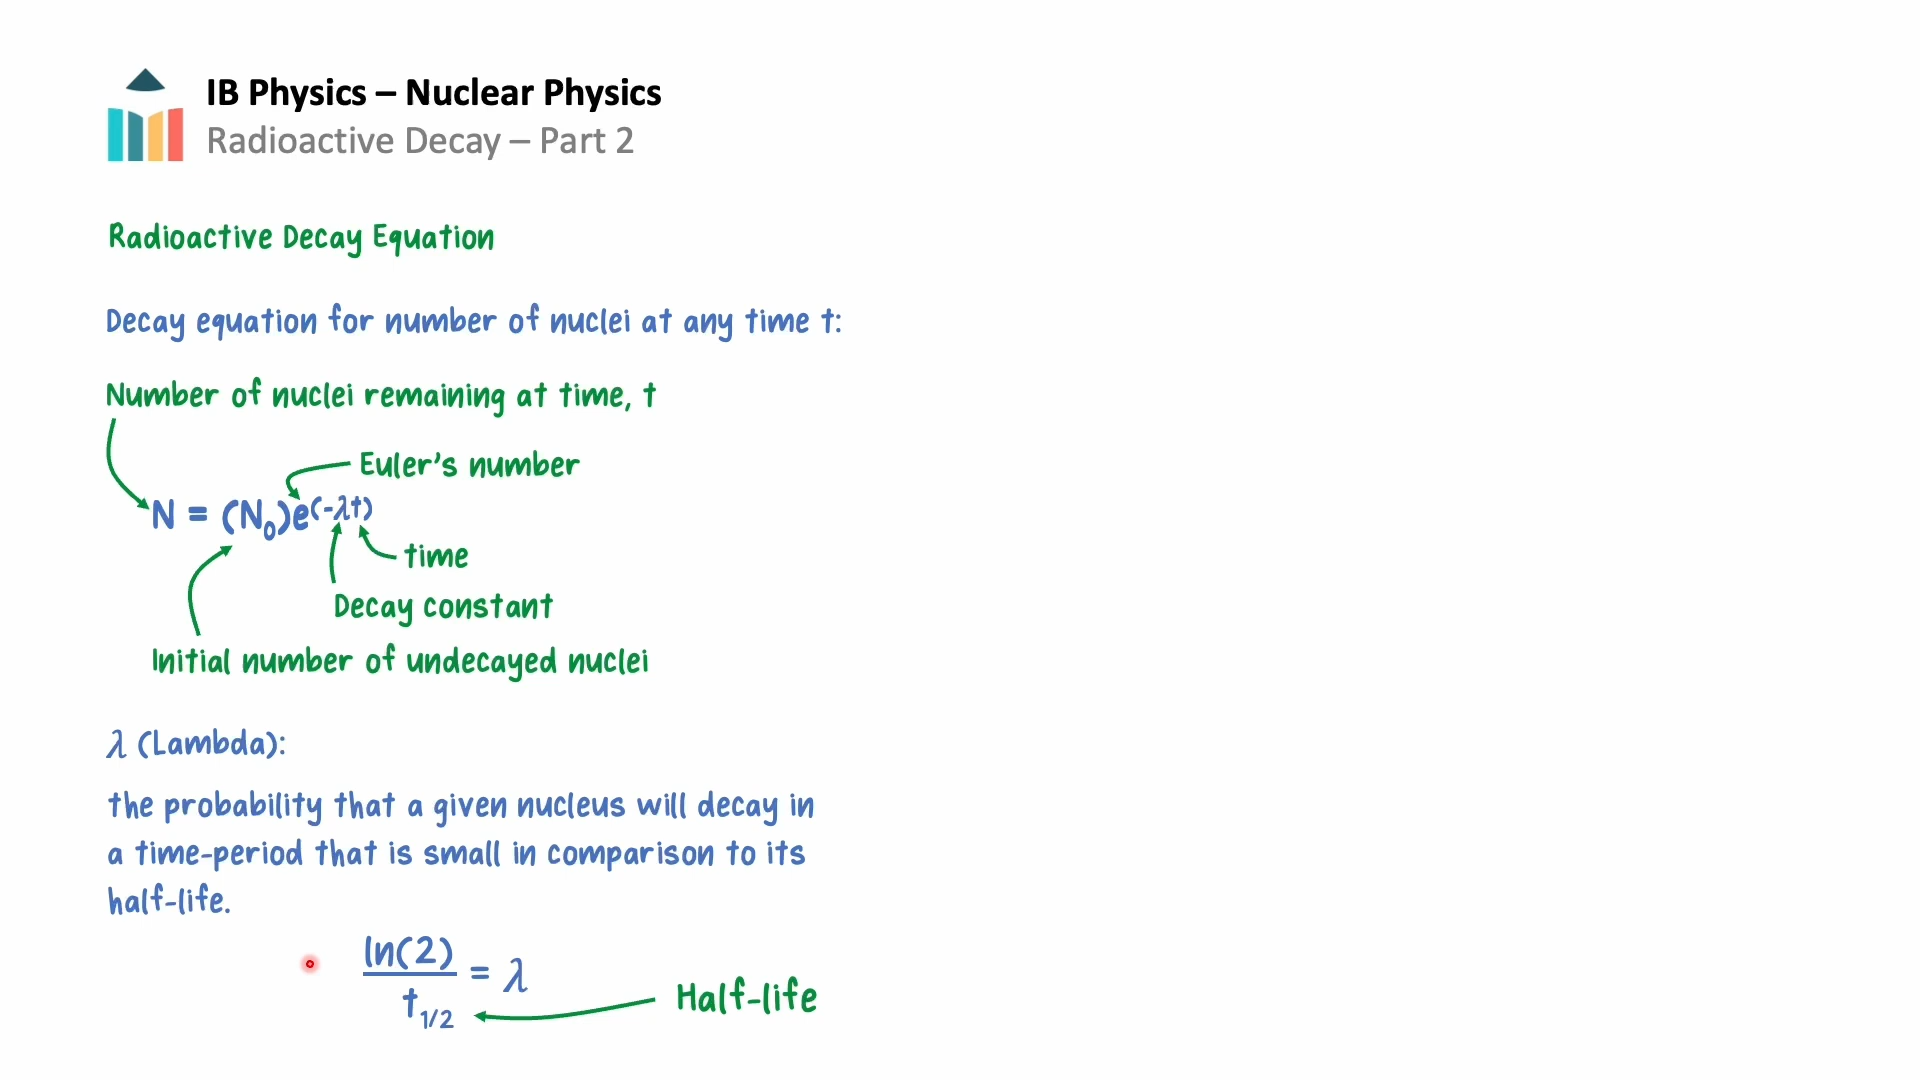 IB Physics – Nuclear Physics
Radioactive Decay – Part 2
Radioactive Decay Equation
Decay equation for number of nuclei at any time t:
Number of nuclei remaining at time, t
Euler's number
N = (N₀)e^(-λt)
time
Decay constant
Initial number of undecayed nuclei
λ (Lambda):
the probability that a given nucleus will decay in
a time-period that is small in comparison to its
half-life.
ln(2)/t_1/2 = λ
Half-life